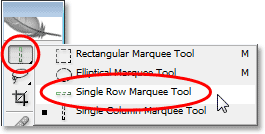 Rectangular Marquee Tool M
Elliptical Marquee Tool M
Single Row Marquee Tool
Single Column Marquee Tool